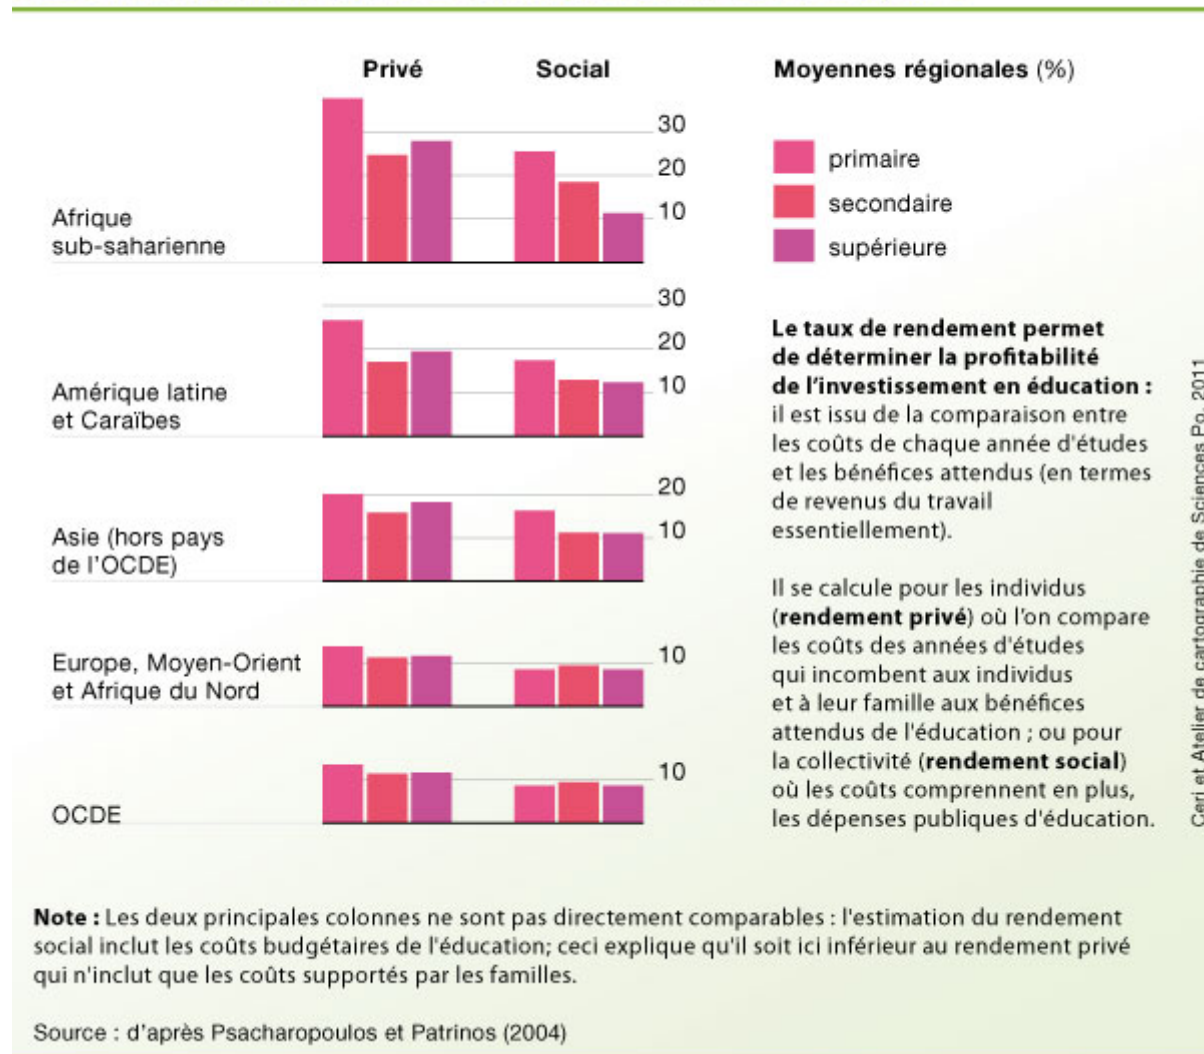 Privé Social
Moyennes régionales (%)
30
20
10
Afrique
sub-saharienne
30
20
10
Amérique latine
et Caraïbes
20
10
Asie (hors pays
de l'OCDE)
10
Europe, Moyen-Orient
et Afrique du Nord
10
OCDE
primaire
secondaire
supérieure
Le taux de rendement permet
de déterminer la profitabilité
de l'investissement en éducation :
il est issu de la comparaison entre
les coûts de chaque année d'études
et les bénéfices attendus (en termes
de revenus du travail
essentiellement).
Il se calcule pour les individus
(rendement privé) où l'on compare
les coûts des années d'études
qui incombent aux individus
et à leur famille aux bénéfices
attendus de l'éducation ; ou pour
la collectivité (rendement social)
où les coûts comprennent en plus,
les dépenses publiques d'éducation.
Ceri et Atelier de cartographie de Sciences Po, 2011
Note : Les deux principales colonnes ne sont pas directement comparables : l'estimation du rendement
social inclut les coûts budgétaires de l'éducation; ceci explique qu'il soit ici inférieur au rendement privé
qui n'inclut que les coûts supportés par les familles.
Source : d'après Psacharopoulos et Patrinos (2004)